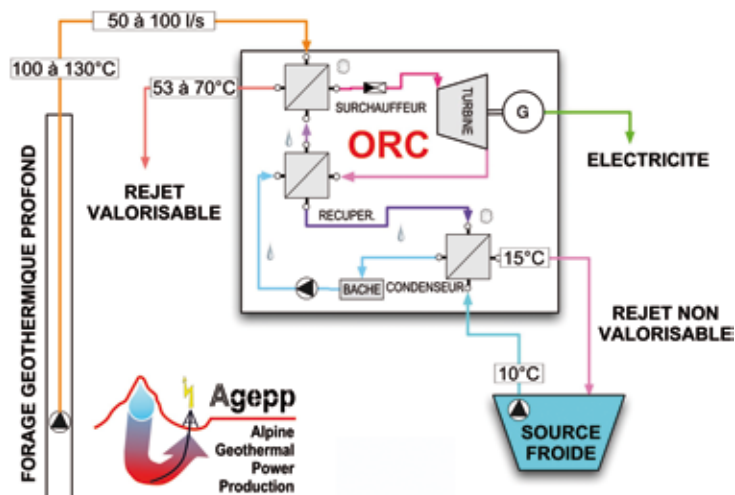 50 à 100 l/s
100 à 130°C
53 à 70°C
SURCHAUFFEUR
TURBINE
G
ORC
ELECTRICITE
REJET
VALORISABLE
RECUPER.
FORAGE GEOTHERMIQUE PROFOND
15°C
BACHE
CONDENSEUR
REJET NON
VALORISABLE
10°C
SOURCE
FROIDE
Agepp
Alpine
Geothermal
Power
Production